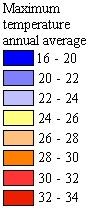 Maximum
temperature
annual average
16 - 20
20 - 22
22 - 24
24 - 26
26 - 28
28 - 30
30 - 32
32 - 34